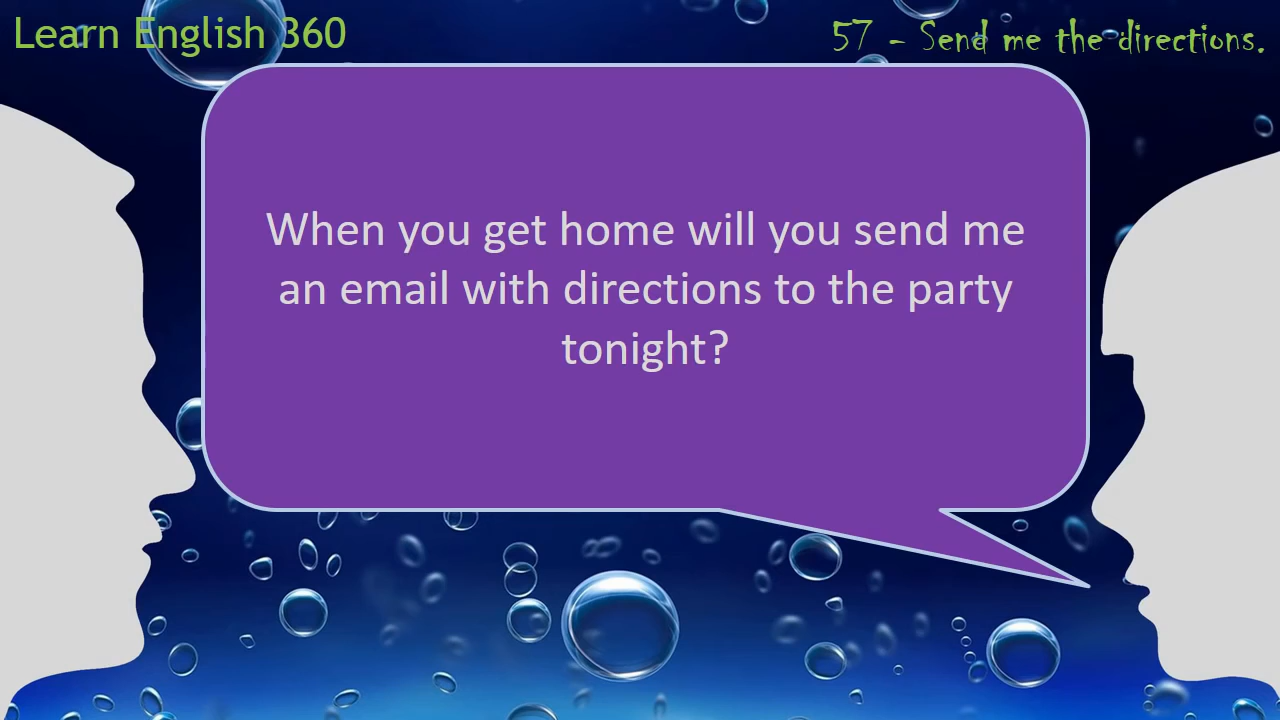 Learn English 360
57 - Send me the directions.
When you get home will you send me
an email with directions to the party
tonight?